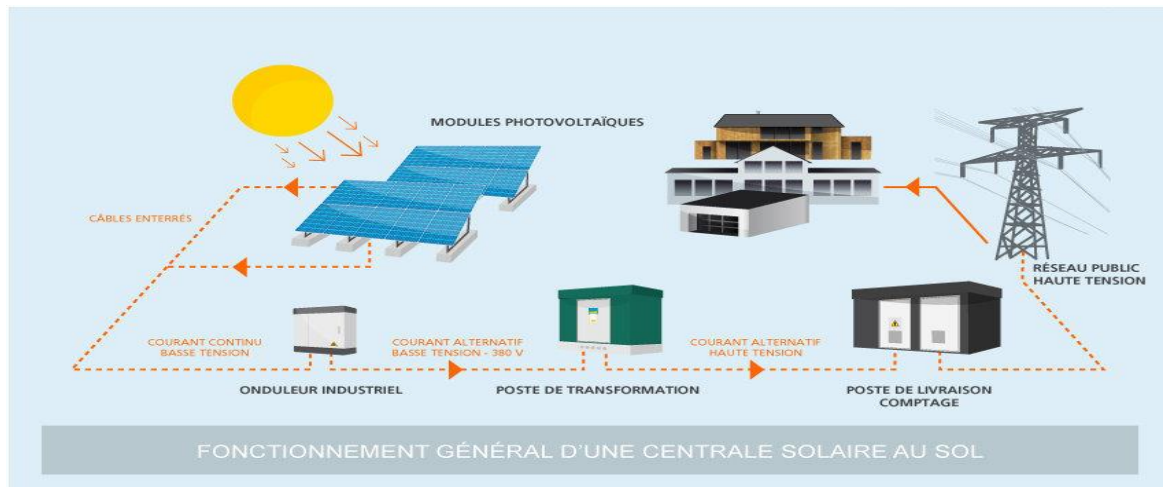 MODULES PHOTOVOLTAÏQUES
CÂBLES ENTERRÉS
RÉSEAU PUBLIC
HAUTE TENSION
COURANT CONTINU
BASSE TENSION
COURANT ALTERNATIF
BASSE TENSION - 380 V
COURANT ALTERNATIF
HAUTE TENSION
ONDULEUR INDUSTRIEL
POSTE DE TRANSFORMATION
POSTE DE LIVRAISON
COMPTAGE
FONCTIONNEMENT GÉNÉRAL D'UNE CENTRALE SOLAIRE AU SOL